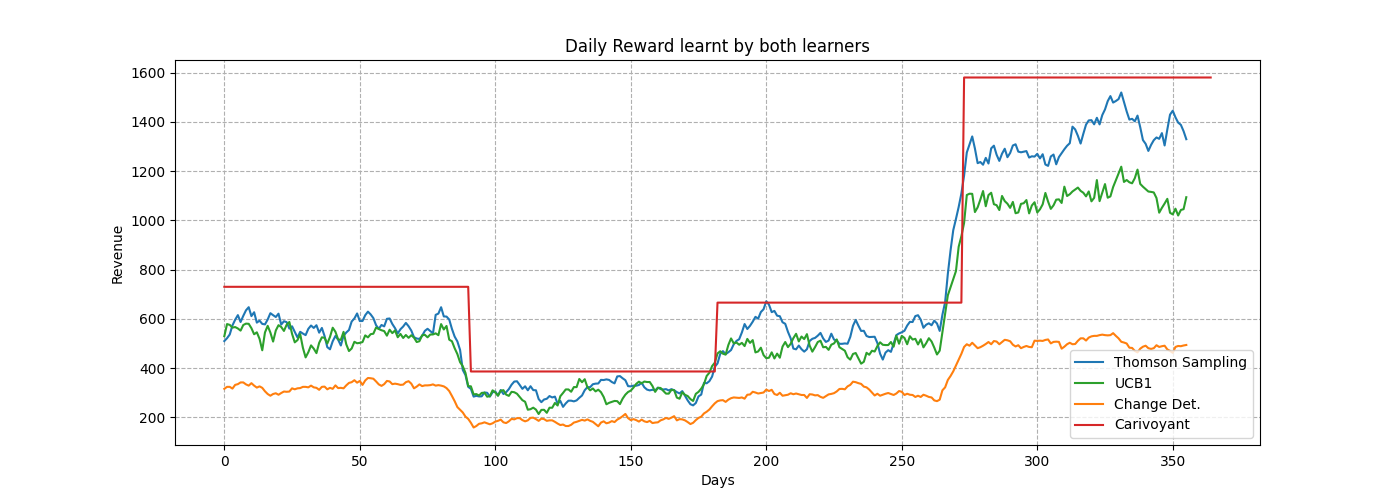 Daily Reward learnt by both learners
Revenue
1600
1400
1200
1000
800
600
400
200
0 50 100 150 200 250 300 350
Days
Thomson Sampling
UCB1
Change Det.
Carivoyant